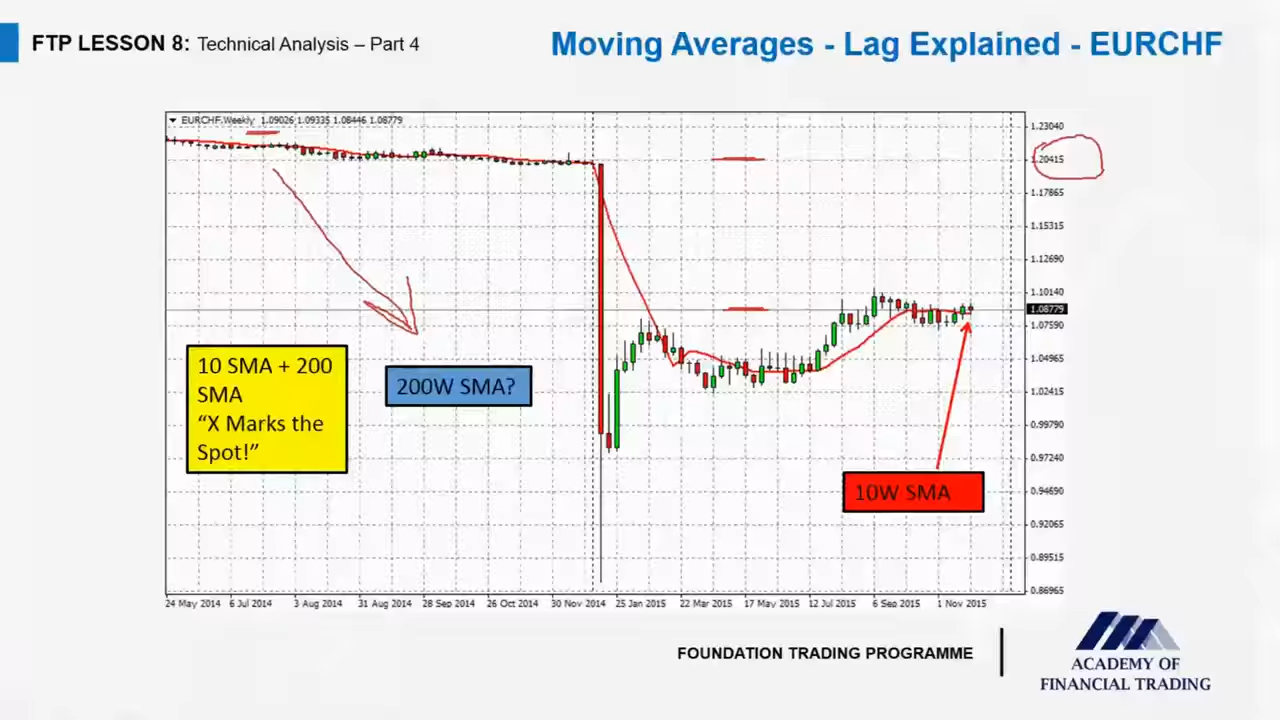 FTP LESSON 8: Technical Analysis – Part 4
Moving Averages - Lag Explained - EURCHF
EURCHF.Weekly 1.09026 1.09335 1.08446 1.08779
1.23040
1.20415
1.17865
1.15315
1.12690
1.10140
1.08779
1.07590
1.04965
1.02415
0.99790
0.97240
0.94690
0.92065
0.89515
0.86965
10 SMA + 200
SMA
“X Marks the
Spot!”
200W SMA?
10W SMA
24 May 2014 6 Jul 2014 3 Aug 2014 31 Aug 2014 28 Sep 2014 26 Oct 2014 30 Nov 2014 25 Jan 2015 22 Mar 2015 17 May 2015 12 Jul 2015 6 Sep 2015 1 Nov 2015
FOUNDATION TRADING PROGRAMME
ACADEMY OF
FINANCIAL TRADING